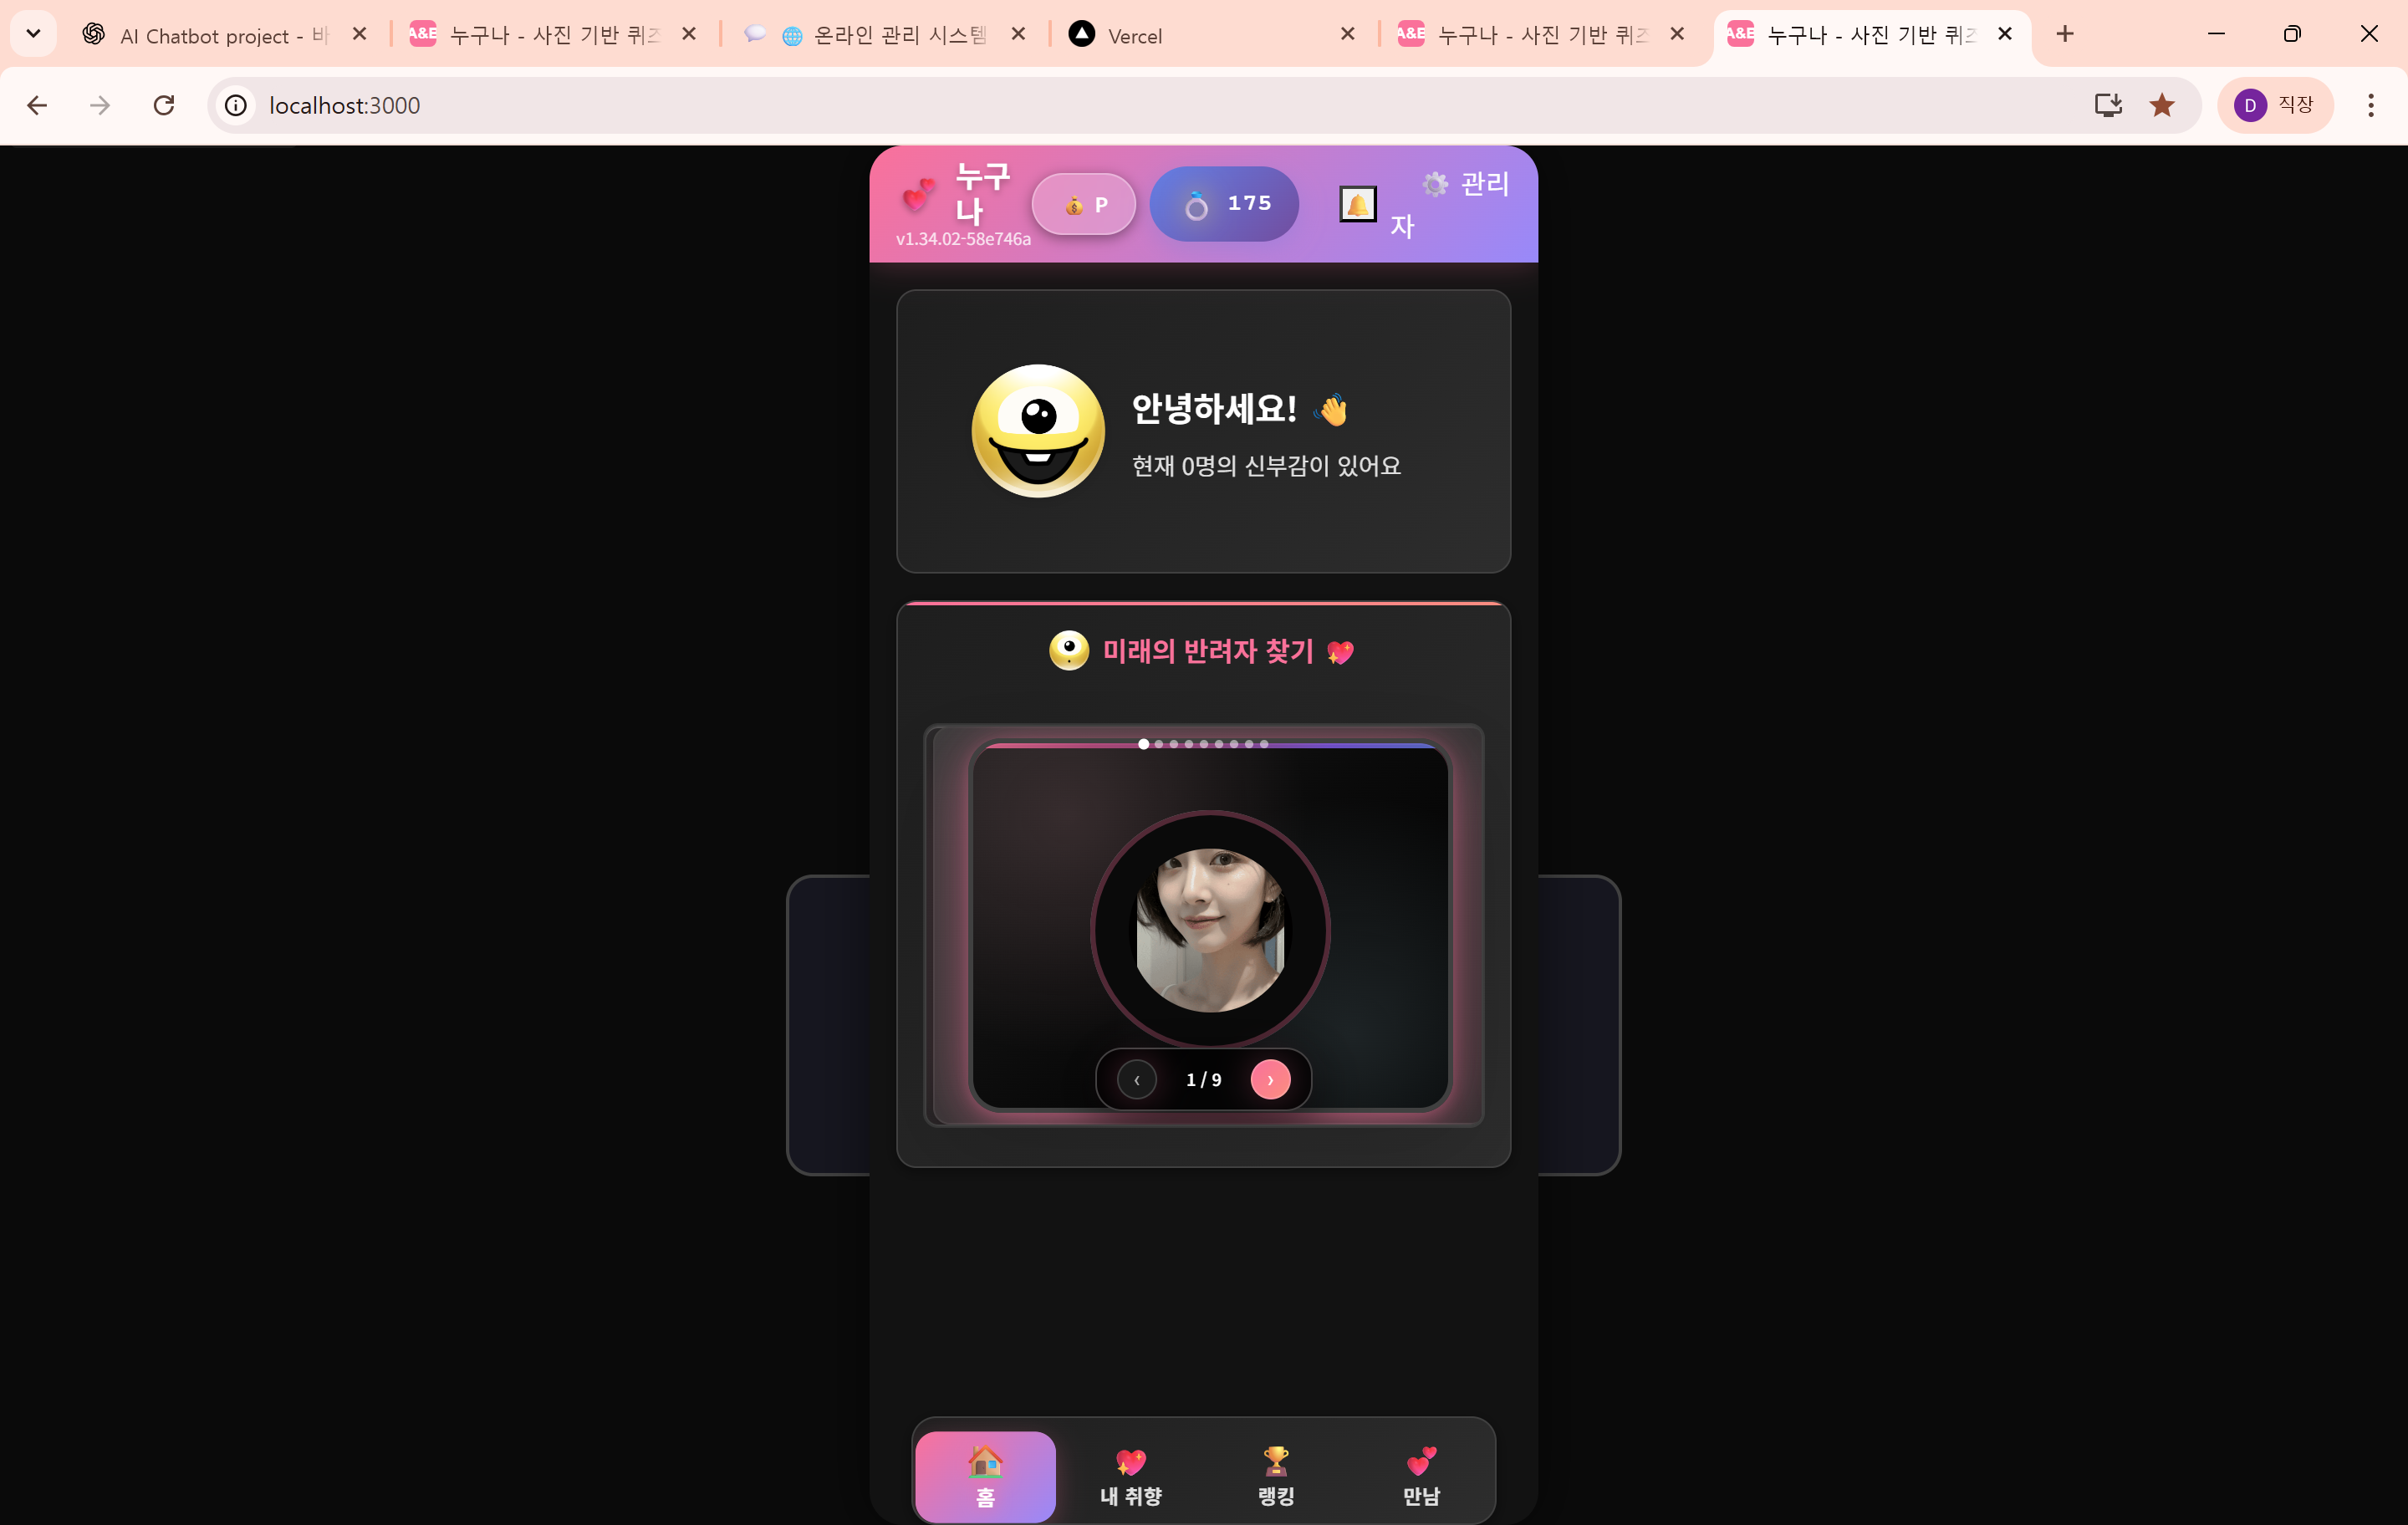 AI Chatbot project - 바
A&E 누구나 - 사진 기반 퀴즈
온라인 관리 시스템
Vercel
A&E 누구나 - 사진 기반 퀴즈
A&E 누구나 - 사진 기반 퀴즈
localhost:3000
D 직장
누구
나
v1.34.02-58e746a
P
175
관리
자
안녕하세요!
현재 0명의 신부감이 있어요
미래의 반려자 찾기
‹ 1 / 9 ›
홈
내 취향
랭킹
만남